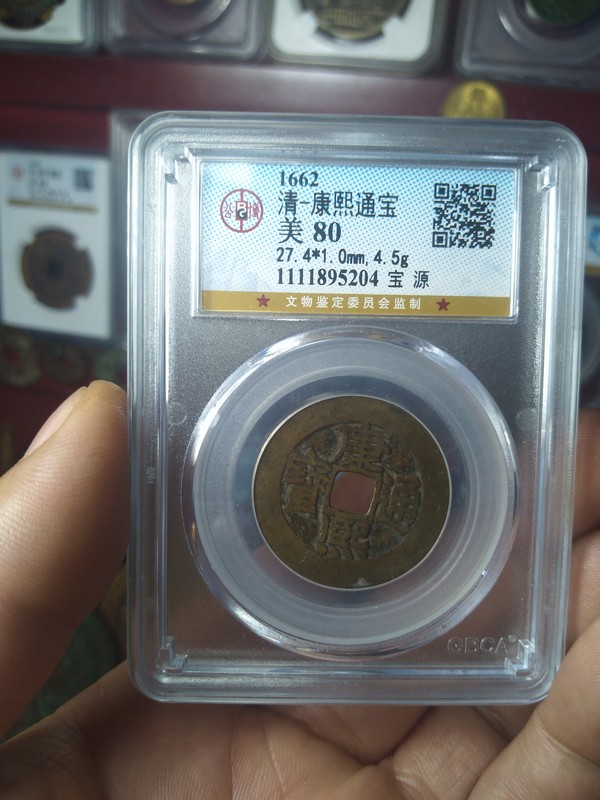 1662
清-康熙通宝
美 80
27.4*1.0mm,4.5g
1111895204 宝 源
★ 文物鉴定委员会监制 ★
GBCA